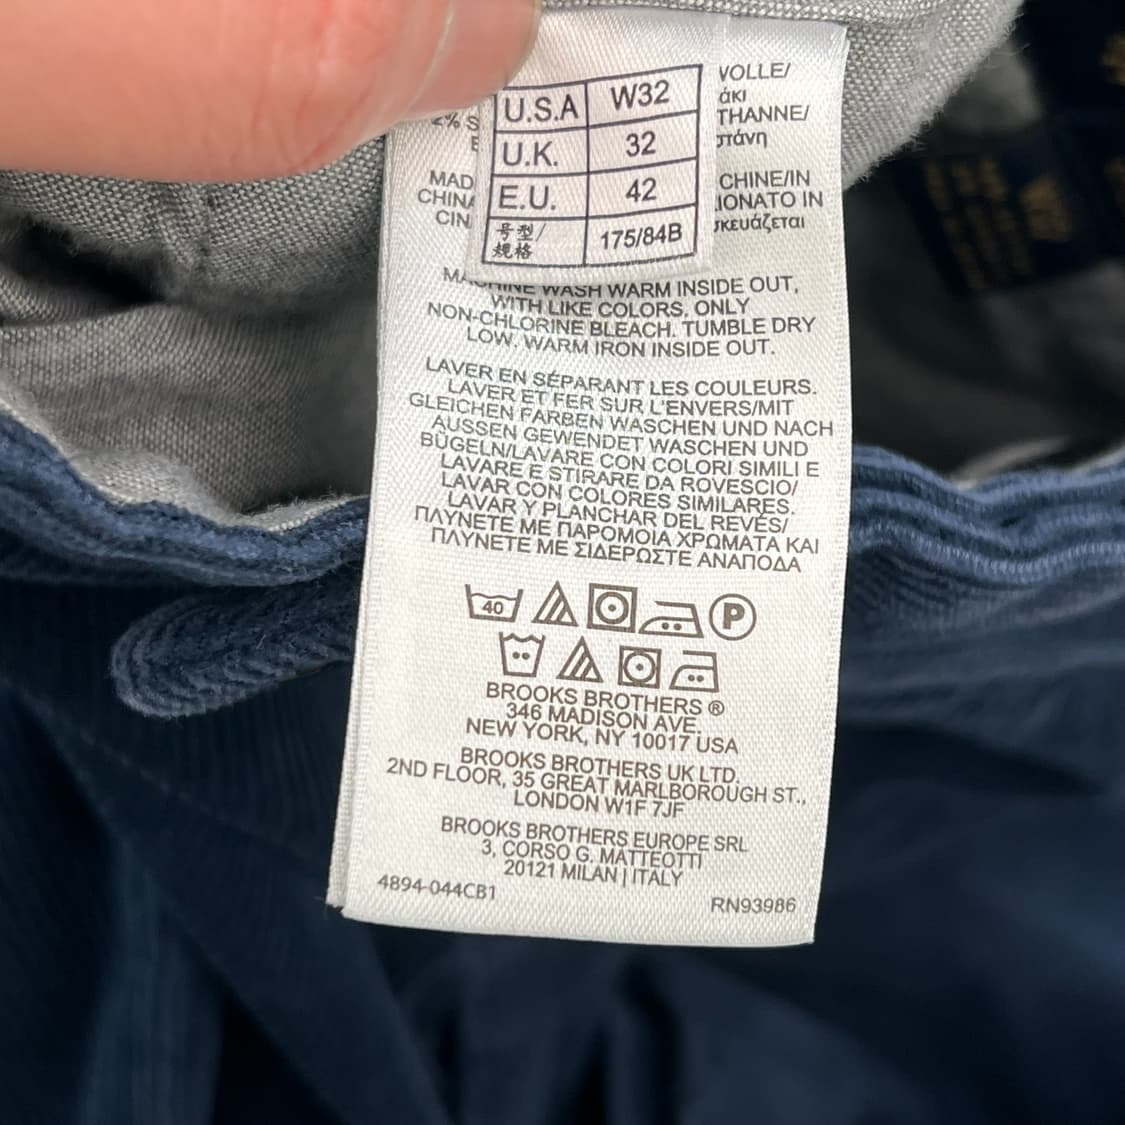 VOLLE/
άκι
2% S THANNE/
E στάνη
U.S.A W32
U.K. 32
E.U. 42
号型/
規格 175/84B
MAD CHINE/IN
CHINA IONATO IN
CIN σκευάζεται
MACHINE WASH WARM INSIDE OUT,
WITH LIKE COLORS, ONLY
NON-CHLORINE BLEACH. TUMBLE DRY
LOW. WARM IRON INSIDE OUT.
LAVER EN SÉPARANT LES COULEURS.
LAVER ET FER SUR L'ENVERS/MIT
GLEICHEN FARBEN WASCHEN UND NACH
AUSSEN GEWENDET WASCHEN UND
BÜGELN/LAVARE CON COLORI SIMILI E
LAVARE E STIRARE DA ROVESCIO/
LAVAR CON COLORES SIMILARES.
LAVAR Y PLANCHAR DEL REVÉS/
ΠΛΥΝΕΤΕ ΜΕ ΠΑΡΟΜΟΙΑ ΧΡΩΜΑΤΑ ΚΑΙ
ΠΛΥΝΕΤΕ ΜΕ ΣΙΔΕΡΩΣΤΕ ΑΝΑΠΟΔΑ
40 P
BROOKS BROTHERS ®
346 MADISON AVE.
NEW YORK, NY 10017 USA
BROOKS BROTHERS UK LTD.
2ND FLOOR, 35 GREAT MARLBOROUGH ST.,
LONDON W1F 7JF
BROOKS BROTHERS EUROPE SRL
3, CORSO G. MATTEOTTI
20121 MILAN | ITALY
4894-044CB1 RN93986